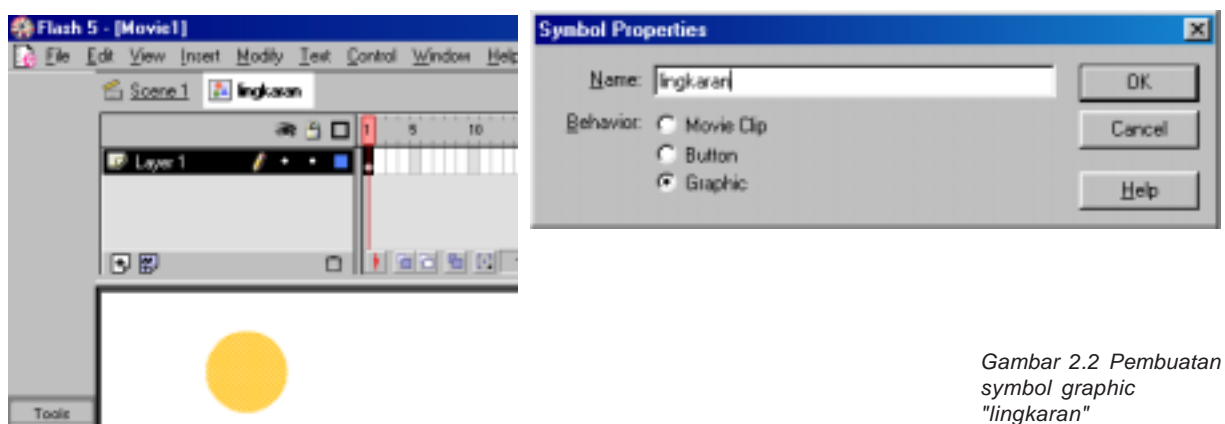 Flash 5 - [Movie1]
File Edit View Insert Modify Text Control Window Help
Scene 1 lingkaran
1 5 10
Layer 1
Tools
Symbol Properties
Name: lingkaran OK
Behavior: Movie Clip Cancel
Button
Graphic Help
Gambar 2.2 Pembuatan
symbol graphic
"lingkaran"